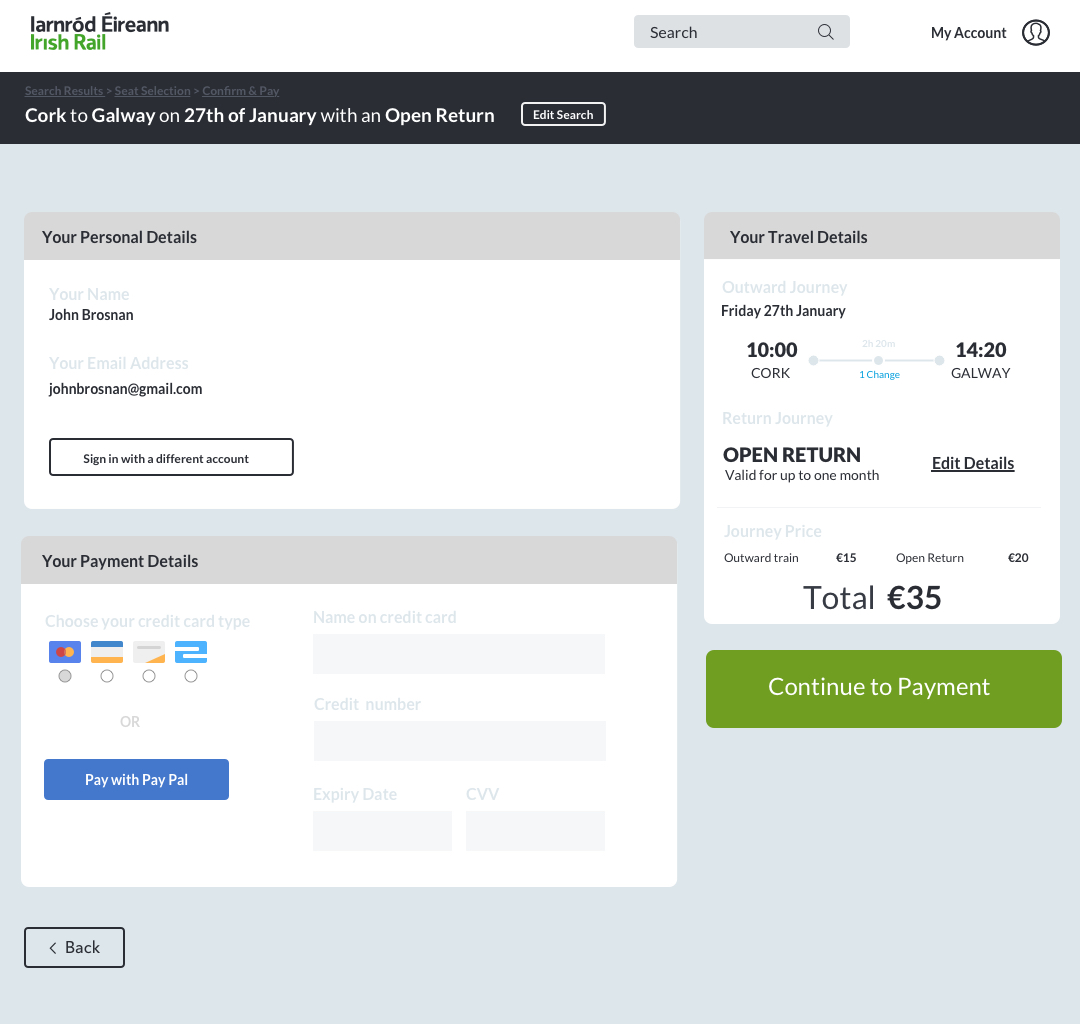 Iarnród Éireann
Irish Rail
Search
My Account
Search Results > Seat Selection > Confirm & Pay
Cork to Galway on 27th of January with an Open Return
Edit Search
Your Personal Details
Your Name
John Brosnan
Your Email Address
johnbrosnan@gmail.com
Sign in with a different account
Your Travel Details
Outward Journey
Friday 27th January
10:00 2h 20m 14:20
CORK 1 Change GALWAY
Return Journey
OPEN RETURN
Valid for up to one month
Edit Details
Journey Price
Outward train €15 Open Return €20
Total €35
Continue to Payment
Your Payment Details
Choose your credit card type
OR
Pay with Pay Pal
Name on credit card
Credit  number
Expiry Date CVV
Back